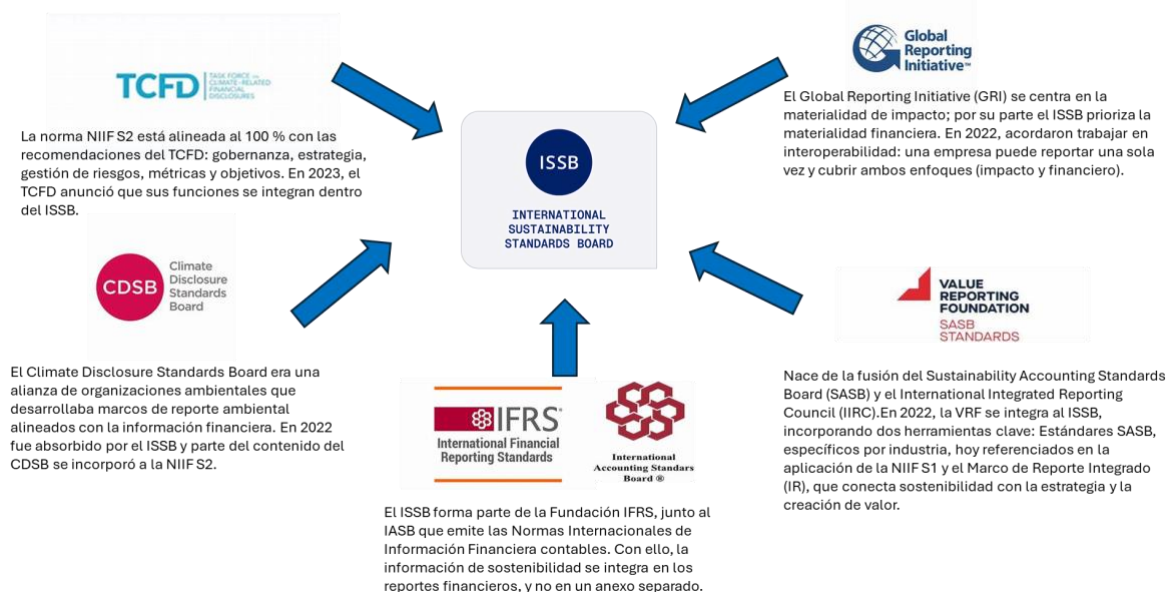 TCFD
TASK FORCE ON
CLIMATE-RELATED
FINANCIAL
DISCLOSURES
La norma NIIF S2 está alineada al 100 % con las
recomendaciones del TCFD: gobernanza, estrategia,
gestión de riesgos, métricas y objetivos. En 2023, el
TCFD anunció que sus funciones se integran dentro
del ISSB.
CDSB
Climate
Disclosure
Standards
Board
El Climate Disclosure Standards Board era una
alianza de organizaciones ambientales que
desarrollaba marcos de reporte ambiental
alineados con la información financiera. En 2022
fue absorbido por el ISSB y parte del contenido del
CDSB se incorporó a la NIIF S2.
ISSB
INTERNATIONAL
SUSTAINABILITY
STANDARDS BOARD
IFRS®
International Financial
Reporting Standards
International
Accounting Standars
Board ®
El ISSB forma parte de la Fundación IFRS, junto al
IASB que emite las Normas Internacionales de
Información Financiera contables. Con ello, la
información de sostenibilidad se integra en los
reportes financieros, y no en un anexo separado.
Global
Reporting
Initiative™
El Global Reporting Initiative (GRI) se centra en la
materialidad de impacto; por su parte el ISSB prioriza la
materialidad financiera. En 2022, acordaron trabajar en
interoperabilidad: una empresa puede reportar una sola
vez y cubrir ambos enfoques (impacto y financiero).
VALUE
REPORTING
FOUNDATION
SASB
STANDARDS
Nace de la fusión del Sustainability Accounting Standards
Board (SASB) y el International Integrated Reporting
Council (IIRC).En 2022, la VRF se integra al ISSB,
incorporando dos herramientas clave: Estándares SASB,
específicos por industria, hoy referenciados en la
aplicación de la NIIF S1 y el Marco de Reporte Integrado
(IR), que conecta sostenibilidad con la estrategia y la
creación de valor.